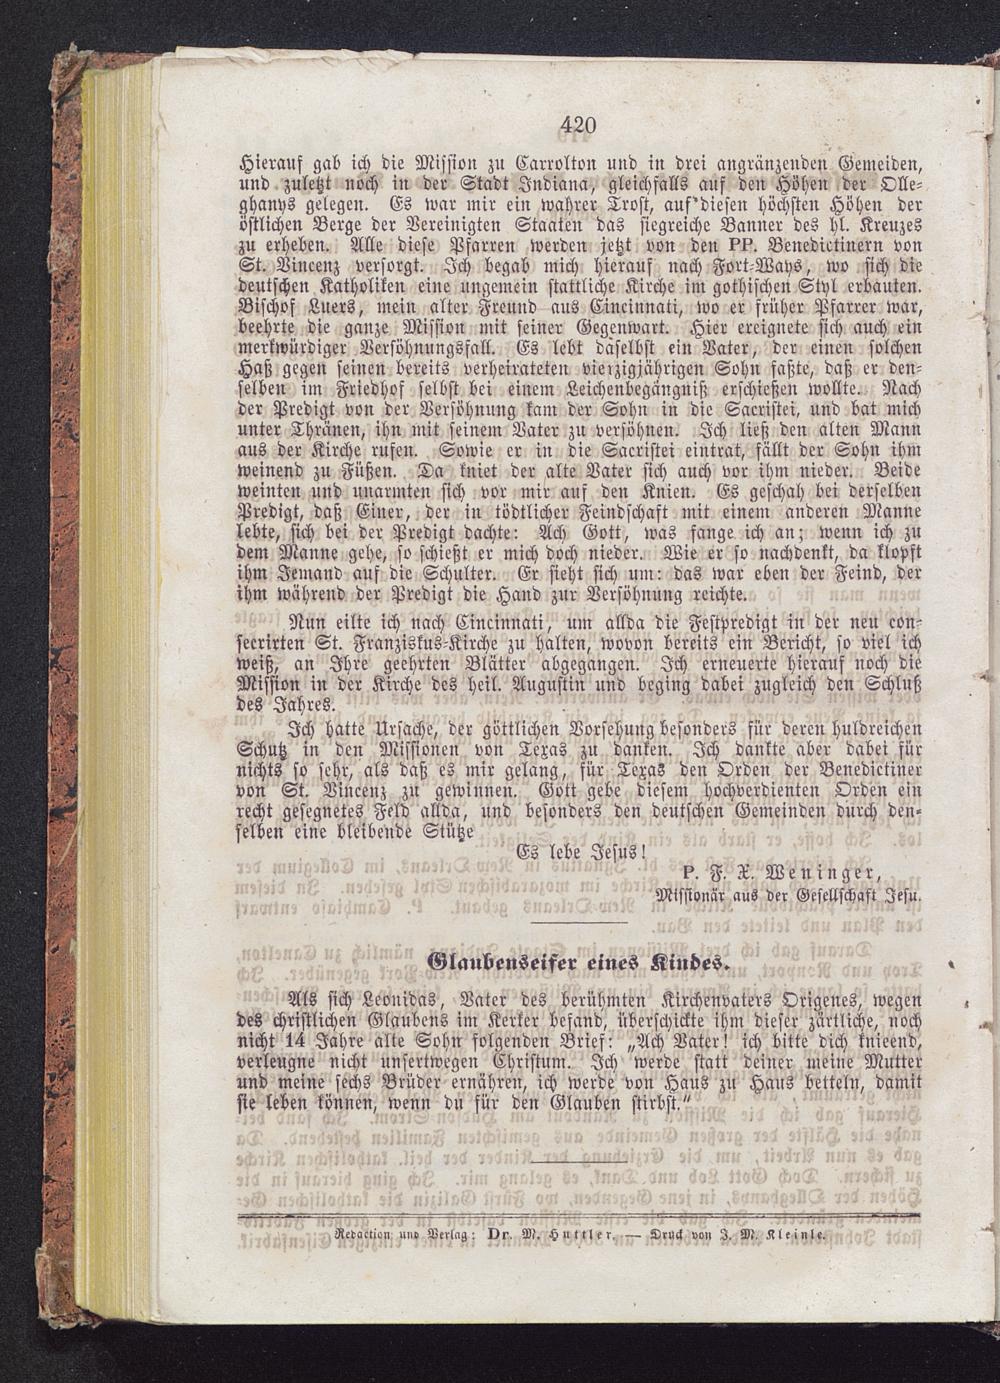 420
Hierauf gab ich die Mission zu Carrolton und in drei angränzenden Gemeiden,
und zuletzt noch in der Stadt Indiana, gleichfalls auf den Höhen der Olle-
ghanys gelegen. Es war mir ein wahrer Trost, auf diesen höchsten Höhen der
östlichen Berge der Vereinigten Staaten das siegreiche Banner des hl. Kreuzes
zu erheben. Alle diese Pfarren werden jetzt von den PP. Benedictinern von
St. Vincenz versorgt. Ich begab mich hierauf nach Fort-Ways, wo sich die
deutschen Katholiken eine ungemein stattliche Kirche im gothischen Styl erbauten.
Bischof Luers, mein alter Freund aus Cincinnati, wo er früher Pfarrer war,
beehrte die ganze Mission mit seiner Gegenwart. Hier ereignete sich auch ein
merkwürdiger Versöhnungsfall. Es lebt daselbst ein Vater, der einen solchen
Haß gegen seinen bereits verheirateten vierzigjährigen Sohn faßte, daß er den-
selben im Friedhof selbst bei einem Leichenbegängniß erschießen wollte. Nach
der Predigt von der Versöhnung kam der Sohn in die Sacristei, und bat mich
unter Thränen, ihn mit seinem Vater zu versöhnen. Ich ließ den alten Mann
aus der Kirche rufen. Sowie er in die Sacristei eintrat, fällt der Sohn ihm
weinend zu Füßen. Da kniet der alte Vater sich auch vor ihm nieder. Beide
weinten und unarmten sich vor mir auf den Knien. Es geschah bei derselben
Predigt, daß Einer, der in tödtlicher Feindschaft mit einem anderen Manne
lebte, sich bei der Predigt dachte: Ach Gott, was fange ich an; wenn ich zu
dem Manne gehe, so schießt er mich doch nieder. Wie er so nachdenkt, da klopft
ihm Jemand auf die Schulter. Er sieht sich um: das war eben der Feind, der
ihm während der Predigt die Hand zur Versöhnung reichte.
Nun eilte ich nach Cincinnati, um allda die Festpredigt in der neu con-
secrirten St. Franziskus-Kirche zu halten, wovon bereits ein Bericht, so viel ich
weiß, an Ihre geehrten Blätter abgegangen. Ich erneuerte hierauf noch die
Mission in der Kirche des heil. Augustin und beging dabei zugleich den Schluß
des Jahres.
Ich hatte Ursache, der göttlichen Vorsehung besonders für deren huldreichen
Schutz in den Missionen von Texas zu danken. Ich dankte aber dabei für
nichts so sehr, als daß es mir gelang, für Texas den Orden der Benedictiner
von St. Vincenz zu gewinnen. Gott gebe diesem hochverdienten Orden ein
recht gesegnetes Feld allda, und besonders den deutschen Gemeinden durch den-
selben eine bleibende Stütze
Es lebe Jesus!
P. F. X. Weninger,
Missionär aus der Gesellschaft Jesu.
Glaubenseifer eines Kindes.
Als sich Leonidas, Vater des berühmten Kirchenvaters Origenes, wegen
des christlichen Glaubens im Kerker befand, überschickte ihm dieser zärtliche, noch
nicht 14 Jahre alte Sohn folgenden Brief: „Ach Vater! ich bitte dich knieend,
verleugne nicht unsertwegen Christum. Ich werde statt deiner meine Mutter
und meine sechs Brüder ernähren, ich werde von Haus zu Haus betteln, damit
sie leben können, wenn du für den Glauben stirbst.“
Redaction und Verlag: Dr. M. Huttler. — Druck von J. M. Kleinle.